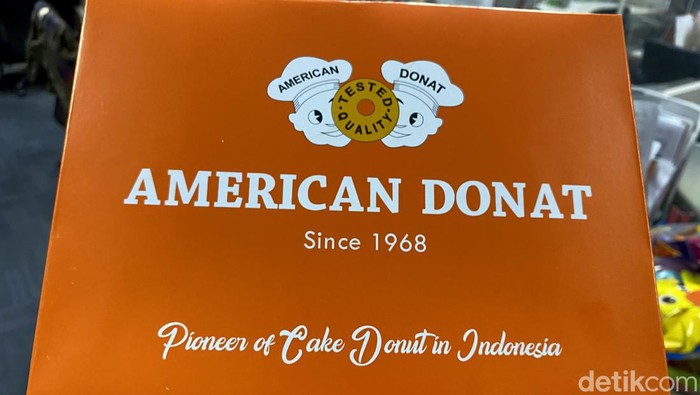 AMERICAN DONAT
TESTED
QUALITY
AMERICAN DONAT
Since 1968
Pioneer of Cake Donut in Indonesia
detikcom